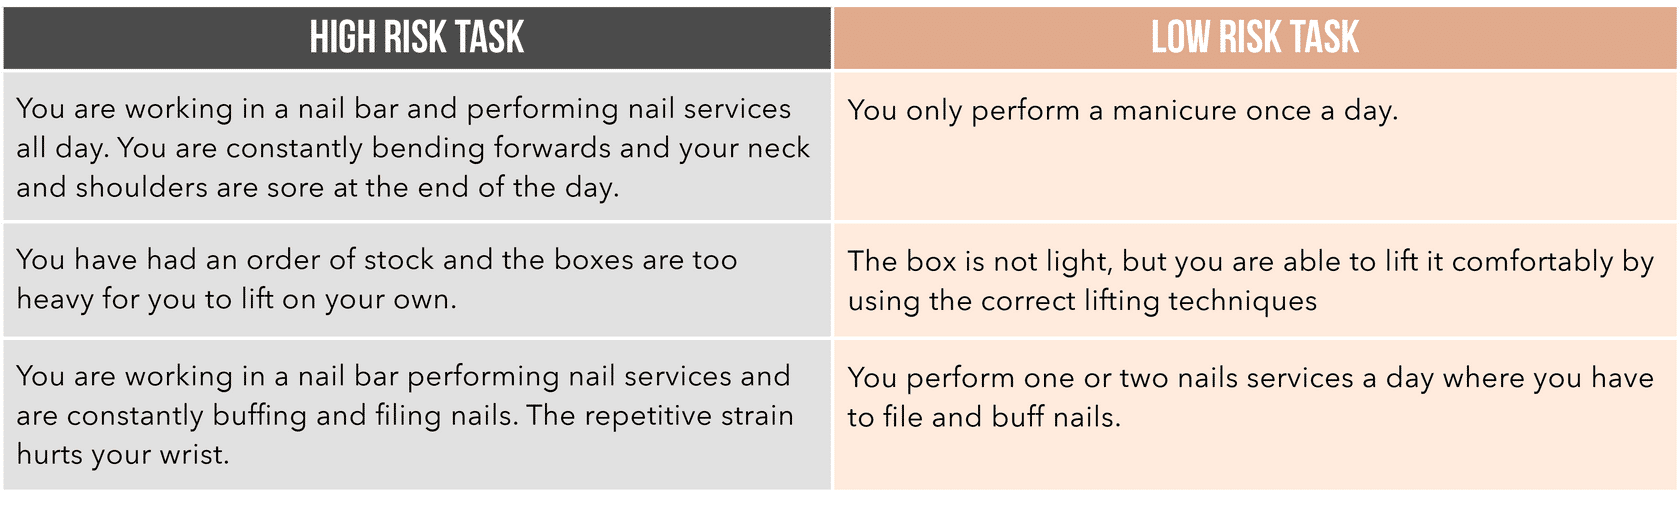 HIGH RISK TASK
LOW RISK TASK
You are working in a nail bar and performing nail services
all day. You are constantly bending forwards and your neck
and shoulders are sore at the end of the day.
You only perform a manicure once a day.
You have had an order of stock and the boxes are too
heavy for you to lift on your own.
The box is not light, but you are able to lift it comfortably by
using the correct lifting techniques
You are working in a nail bar performing nail services and
are constantly buffing and filing nails. The repetitive strain
hurts your wrist.
You perform one or two nails services a day where you have
to file and buff nails.